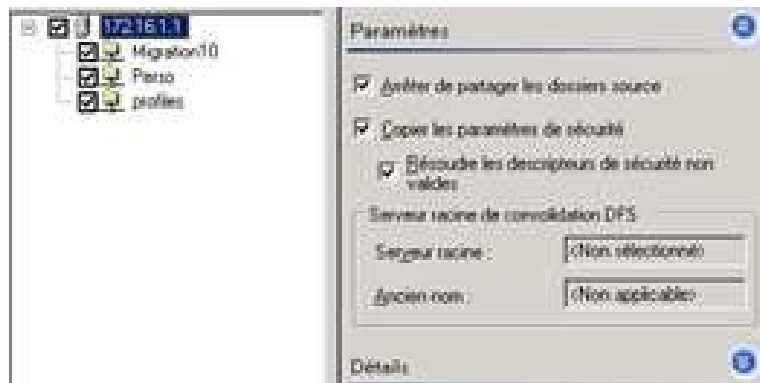 172.16.1.1
Migration10
Perso
profiles
Paramètres
Arrêter de partager les dossiers source
Copier les paramètres de sécurité
Résoudre les descripteurs de sécurité non
valides
Serveur racine de consolidation DFS
Serveur racine :
<Non sélectionné>
Ancien nom :
<Non applicable>
Détails